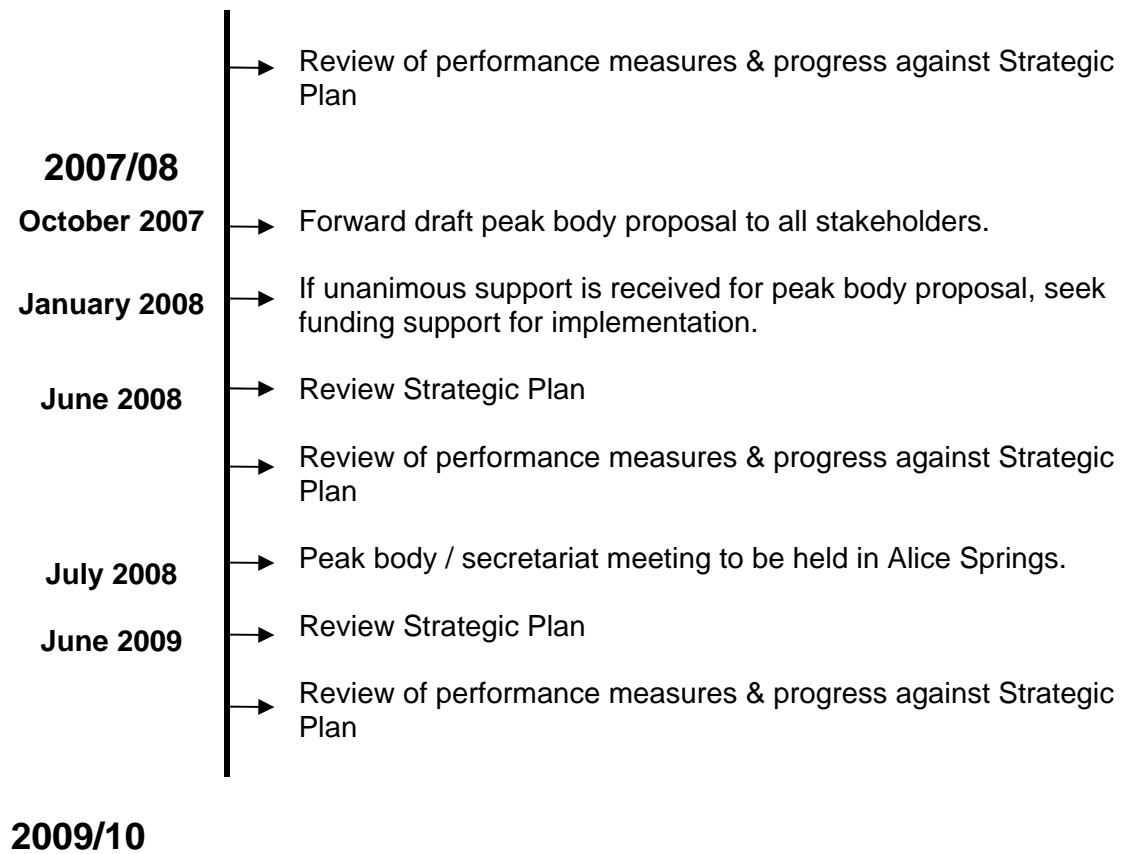 Review of performance measures & progress against Strategic
Plan
2007/08
October 2007
Forward draft peak body proposal to all stakeholders.
January 2008
If unanimous support is received for peak body proposal, seek
funding support for implementation.
June 2008
Review Strategic Plan
Review of performance measures & progress against Strategic
Plan
July 2008
Peak body / secretariat meeting to be held in Alice Springs.
June 2009
Review Strategic Plan
Review of performance measures & progress against Strategic
Plan
2009/10